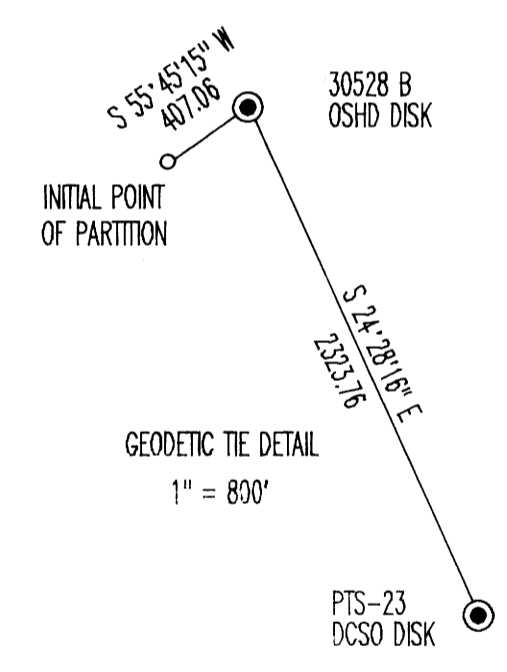 S 55°45'15" W
407.06
30528 B
OSHD DISK
INITIAL POINT
OF PARTITION
S 24°28'16" E
2323.76
GEODETIC TIE DETAIL
1" = 800'
PTS-23
DCSO DISK